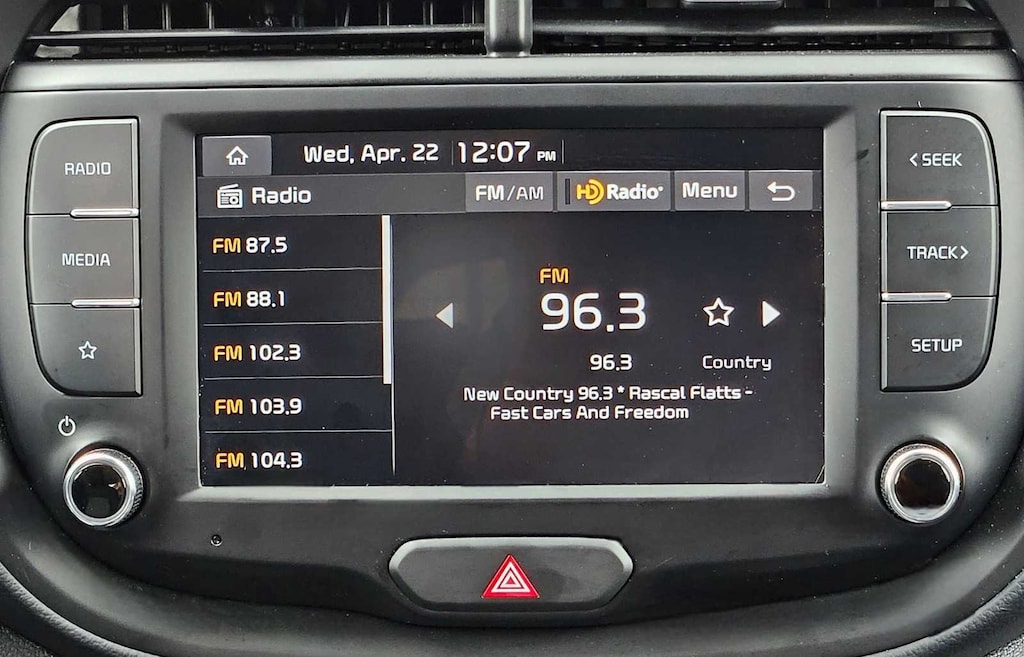 Wed, Apr. 22 12:07 PM
Radio FM/AM HD Radio Menu
RADIO
MEDIA
FM 87.5
FM 88.1
FM 102.3
FM 103.9
FM 104.3
FM
96.3
96.3 Country
New Country 96.3 * Rascal Flatts -
Fast Cars And Freedom
< SEEK
TRACK >
SETUP